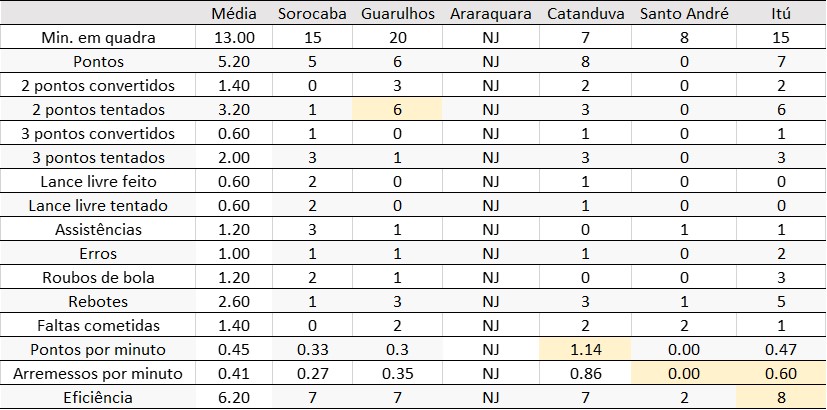 Média Sorocaba Guarulhos Araraquara Catanduva Santo André Itú
Min. em quadra 13.00 15 20 NJ 7 8 15
Pontos 5.20 5 6 NJ 8 0 7
2 pontos convertidos 1.40 0 3 NJ 2 0 2
2 pontos tentados 3.20 1 6 NJ 3 0 6
3 pontos convertidos 0.60 1 0 NJ 1 0 1
3 pontos tentados 2.00 3 1 NJ 3 0 3
Lance livre feito 0.60 2 0 NJ 1 0 0
Lance livre tentado 0.60 2 0 NJ 1 0 0
Assistências 1.20 3 1 NJ 0 1 1
Erros 1.00 1 1 NJ 1 0 2
Roubos de bola 1.20 2 1 NJ 0 0 3
Rebotes 2.60 1 3 NJ 3 1 5
Faltas cometidas 1.40 0 2 NJ 2 2 1
Pontos por minuto 0.45 0.33 0.3 NJ 1.14 0.00 0.47
Arremessos por minuto 0.41 0.27 0.35 NJ 0.86 0.00 0.60
Eficiência 6.20 7 7 NJ 7 2 8